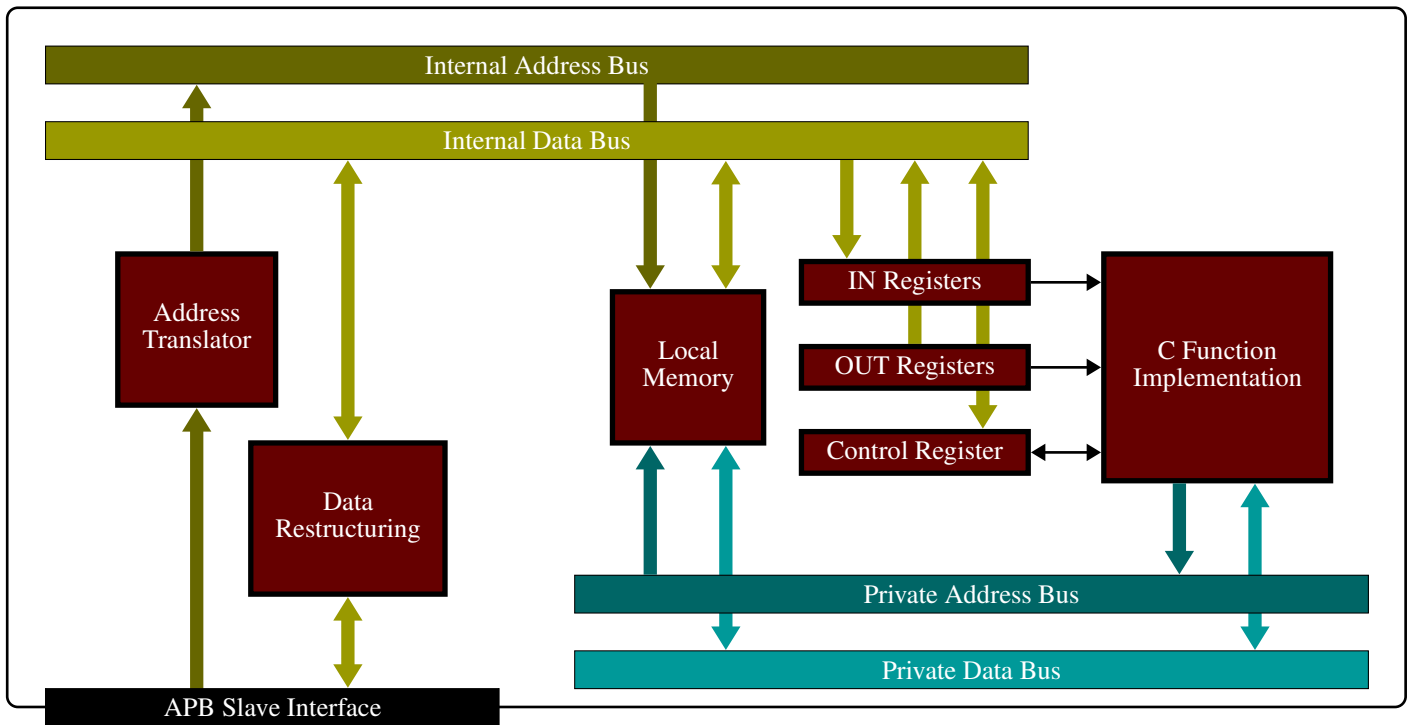 Internal Address Bus
Internal Data Bus
Address
Translator
Data
Restructuring
Local
Memory
IN Registers
OUT Registers
Control Register
C Function
Implementation
Private Address Bus
Private Data Bus
APB Slave Interface